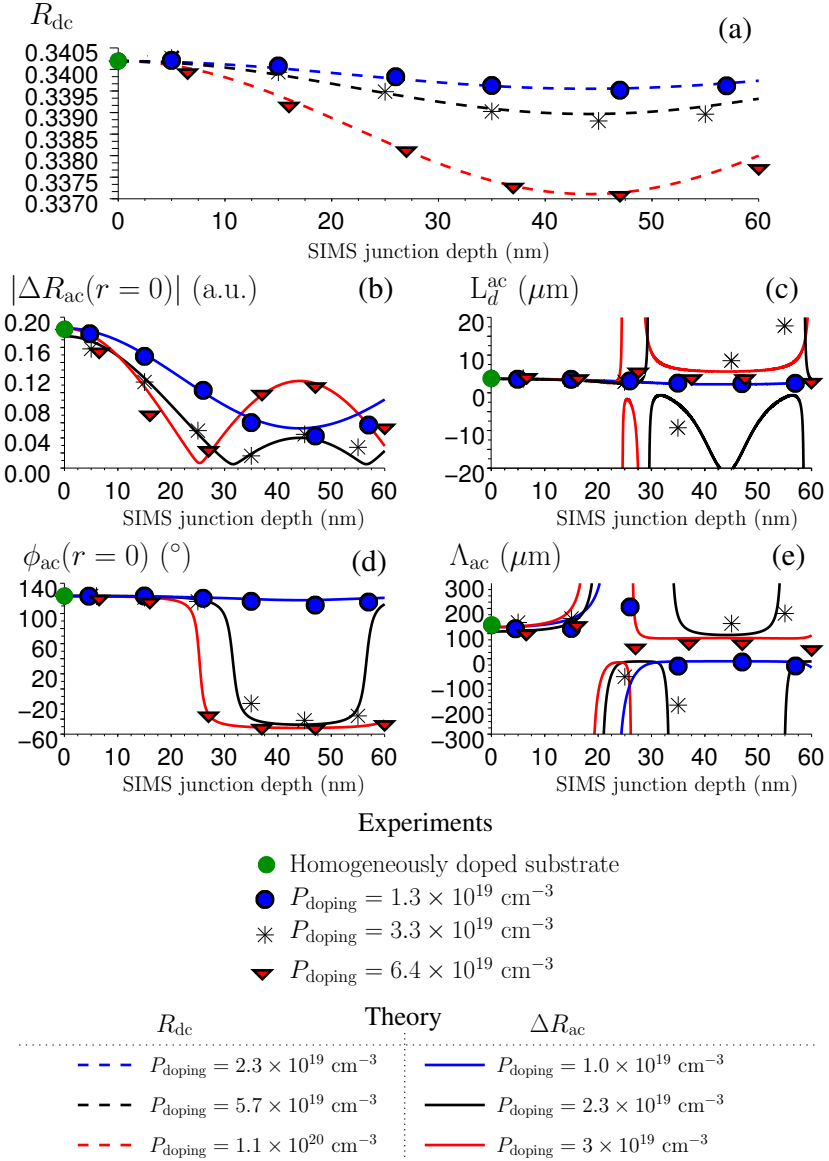 R_dc
(a)
0.3405
0.3400
0.3395
0.3390
0.3385
0.3380
0.3375
0.3370
0 10 20 30 40 50 60
SIMS junction depth (nm)
|ΔR_ac(r = 0)| (a.u.) (b)
0.20
0.16
0.12
0.08
0.04
0.00
0 10 20 30 40 50 60
SIMS junction depth (nm)
L_d^ac (μm) (c)
20
10
0
−10
−20
0 10 20 30 40 50 60
SIMS junction depth (nm)
ϕ_ac(r = 0) (°) (d)
140
100
60
20
−20
−60
0 10 20 30 40 50 60
SIMS junction depth (nm)
Λ_ac (μm) (e)
300
200
100
0
−100
−200
−300
0 10 20 30 40 50 60
SIMS junction depth (nm)
Experiments
Homogeneously doped substrate
P_doping = 1.3 × 10^19 cm^−3
P_doping = 3.3 × 10^19 cm^−3
P_doping = 6.4 × 10^19 cm^−3
R_dc Theory ΔR_ac
P_doping = 2.3 × 10^19 cm^−3 P_doping = 1.0 × 10^19 cm^−3
P_doping = 5.7 × 10^19 cm^−3 P_doping = 2.3 × 10^19 cm^−3
P_doping = 1.1 × 10^20 cm^−3 P_doping = 3 × 10^19 cm^−3